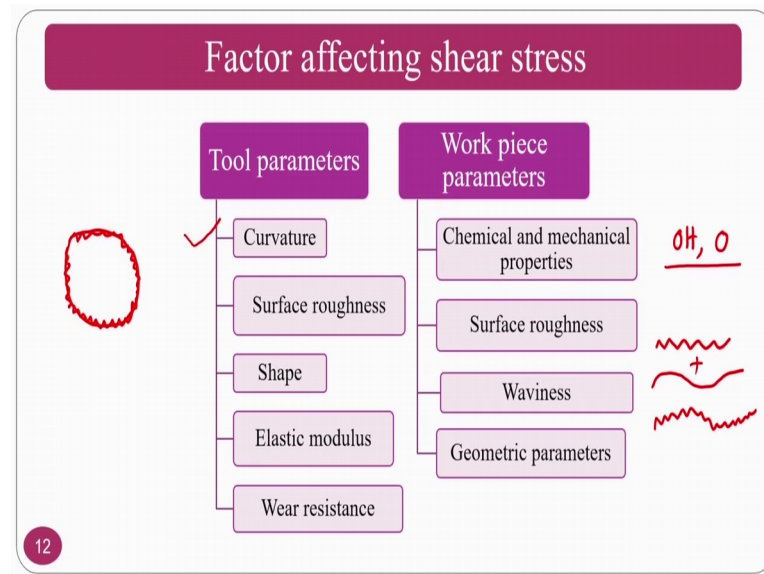 Factor affecting shear stress
Tool parameters
Curvature
Surface roughness
Shape
Elastic modulus
Wear resistance
Work piece
parameters
Chemical and mechanical
properties
OH, O
Surface roughness
+
Waviness
Geometric parameters
12